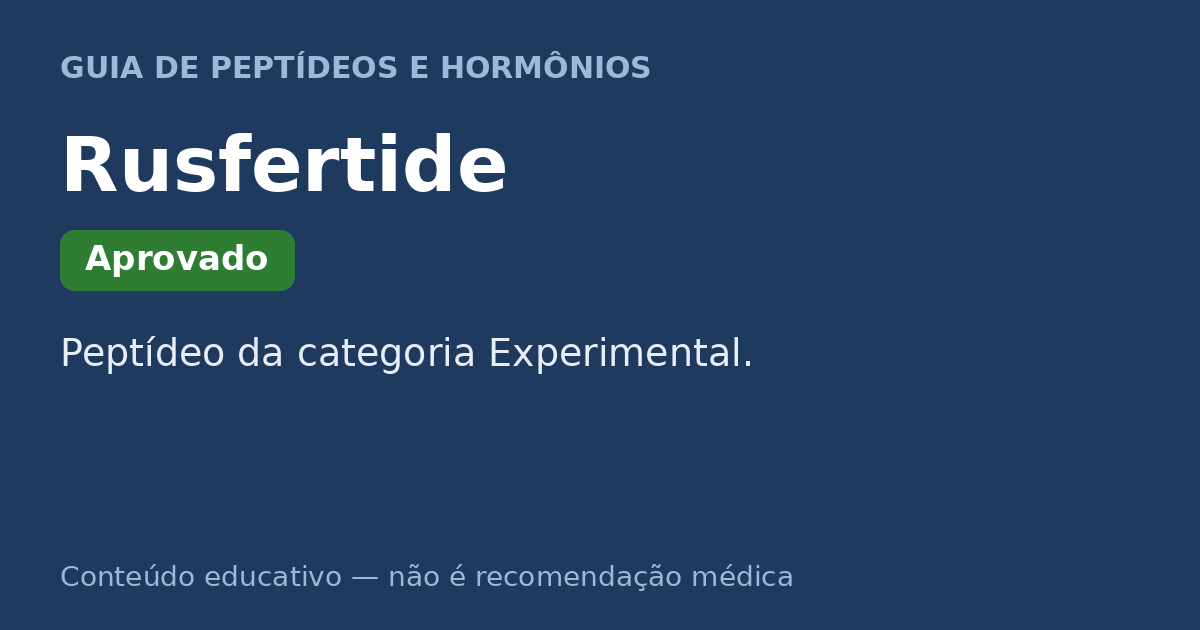 GUIA DE PEPTÍDEOS E HORMÔNIOS
Rusfertide
Aprovado
Peptídeo da categoria Experimental.
Conteúdo educativo — não é recomendação médica